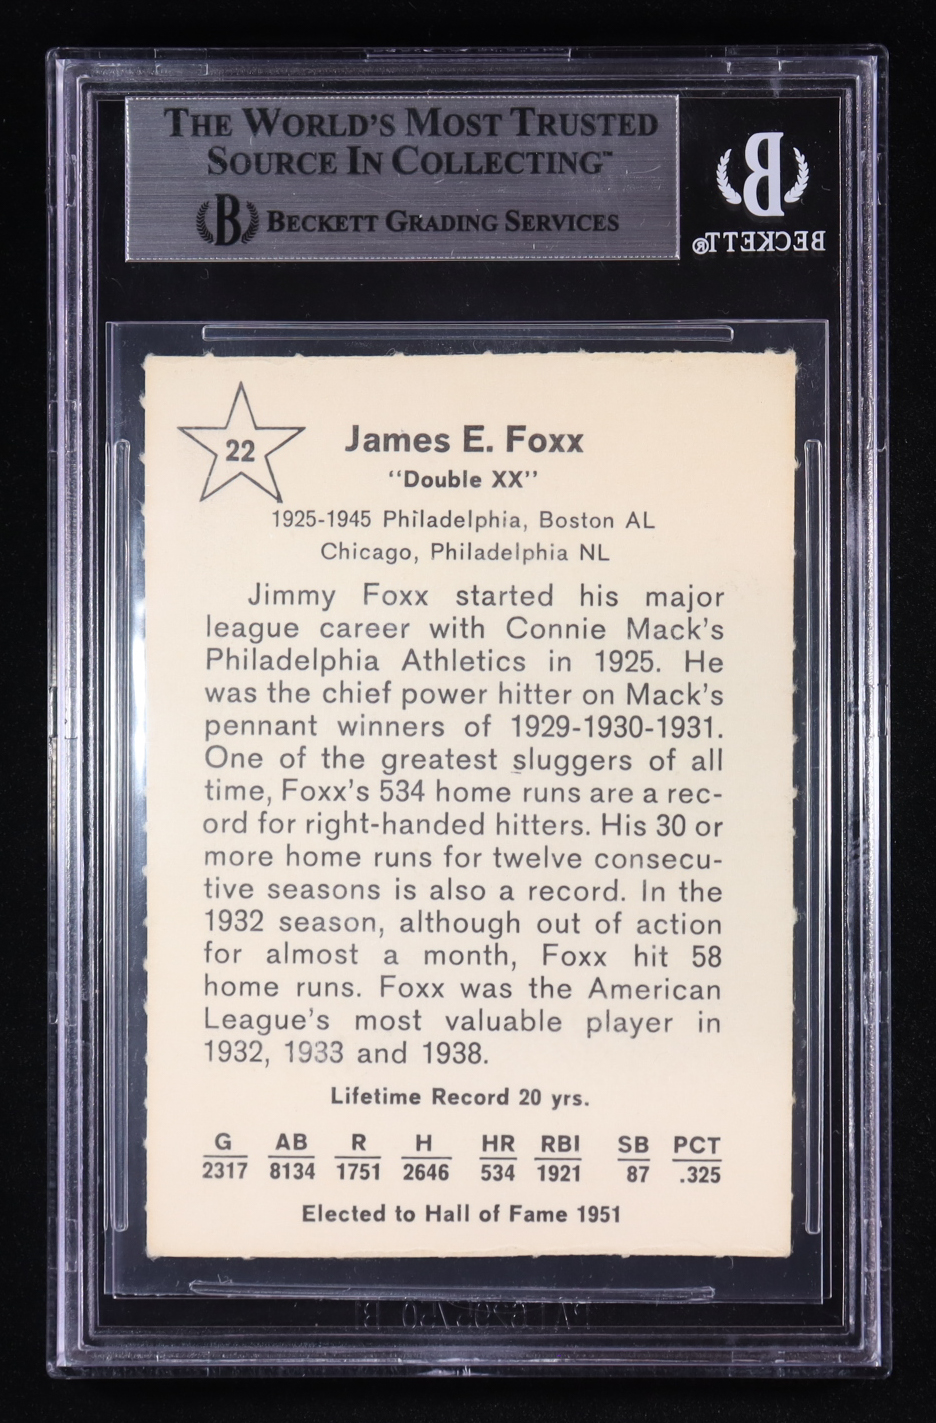 THE WORLD'S MOST TRUSTED
SOURCE IN COLLECTING™
B BECKETT GRADING SERVICES
B
BECKETT®
22
James E. Foxx
"Double XX"
1925-1945 Philadelphia, Boston AL
Chicago, Philadelphia NL
Jimmy Foxx started his major
league career with Connie Mack's
Philadelphia Athletics in 1925. He
was the chief power hitter on Mack's
pennant winners of 1929-1930-1931.
One of the greatest sluggers of all
time, Foxx's 534 home runs are a rec-
ord for right-handed hitters. His 30 or
more home runs for twelve consecu-
tive seasons is also a record. In the
1932 season, although out of action
for almost a month, Foxx hit 58
home runs. Foxx was the American
League's most valuable player in
1932, 1933 and 1938.
Lifetime Record 20 yrs.
G AB R H HR RBI SB PCT
2317 8134 1751 2646 534 1921 87 .325
Elected to Hall of Fame 1951